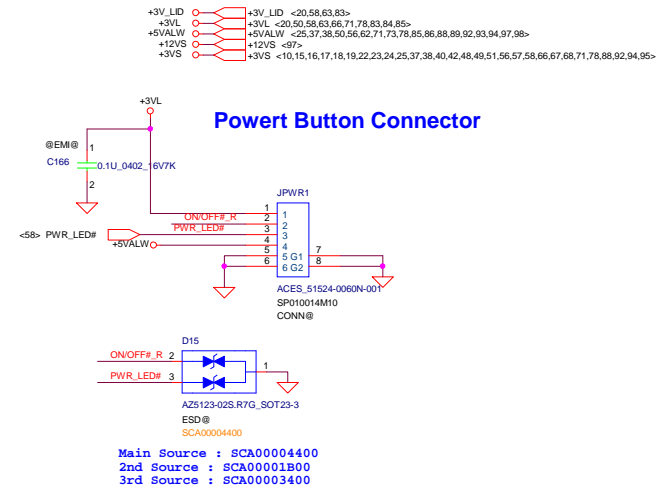 +3V_LID +3V_LID <20,58,63,83>
+3VL +3VL <20,50,58,63,66,71,78,83,84,85>
+5VALW +5VALW <25,37,38,50,56,62,71,73,78,85,86,88,89,92,93,94,97,98>
+12VS +12VS <97>
+3VS +3VS <10,15,16,17,18,19,22,23,24,25,37,38,40,42,48,49,51,56,57,58,66,67,68,71,78,88,92,94,95>
+3VL
Powert Button Connector
@EMI@
1
C166 0.1U_0402_16V7K
2
JPWR1
1 1
ON/OFF#_R 2 2
<58> PWR_LED# PWR_LED# 3 3
+5VALW 4 4
5 5 G1 7
6 6 G2 8
ACES_51524-0060N-001
SP010014M10
CONN@
D15
ON/OFF#_R 2
1
PWR_LED# 3
AZ5123-02S.R7G_SOT23-3
ESD@
SCA00004400
Main Source : SCA00004400
2nd Source : SCA00001B00
3rd Source : SCA00003400